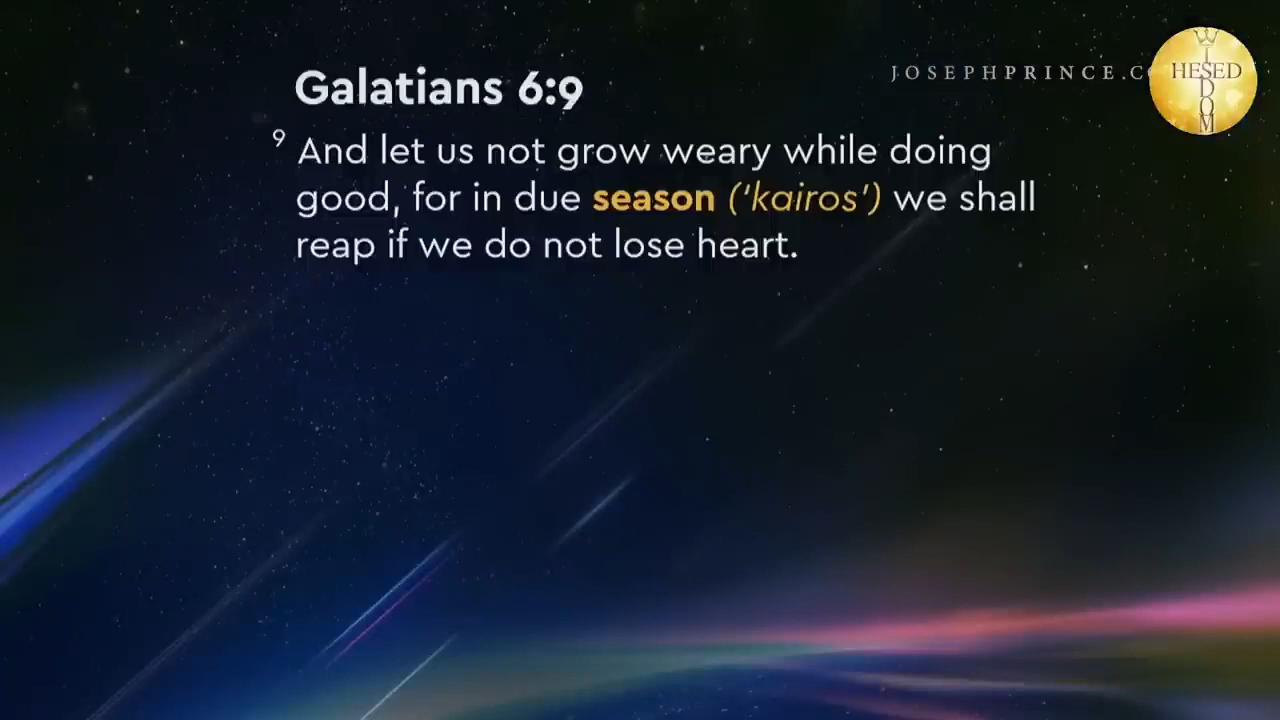 JOSEPHPRINCE.C
HESED
WISDOM
Galatians 6:9
9 And let us not grow weary while doing
good, for in due season (‘kairos’) we shall
reap if we do not lose heart.